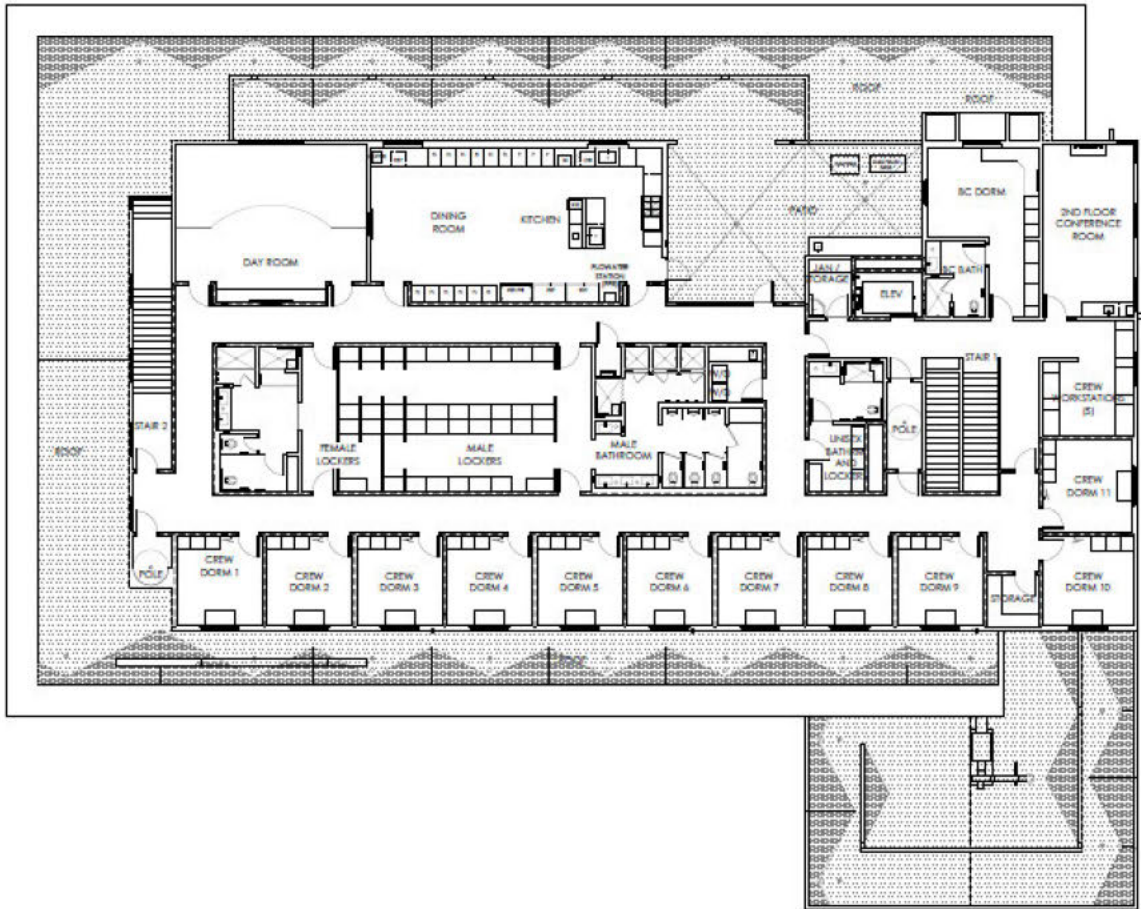 ROOF
ROOF
BC DORM
2ND FLOOR
CONFERENCE
ROOM
DINING
ROOM
KITCHEN
PATIO
DAY ROOM
FLOWATER
STATION
JAN /
STORAGE
BC BATH
ELEV
STAIR 1
CREW
WORKSTATIONS
(5)
W/D
W/D
POLE
STAIR 2
ROOF
FEMALE
LOCKERS
MALE
LOCKERS
MALE
BATHROOM
UNISEX
BATHRM
AND
LOCKER
CREW
DORM 11
POLE
CREW
DORM 1
CREW
DORM 2
CREW
DORM 3
CREW
DORM 4
CREW
DORM 5
CREW
DORM 6
CREW
DORM 7
CREW
DORM 8
CREW
DORM 9
STORAGE
CREW
DORM 10
ROOF